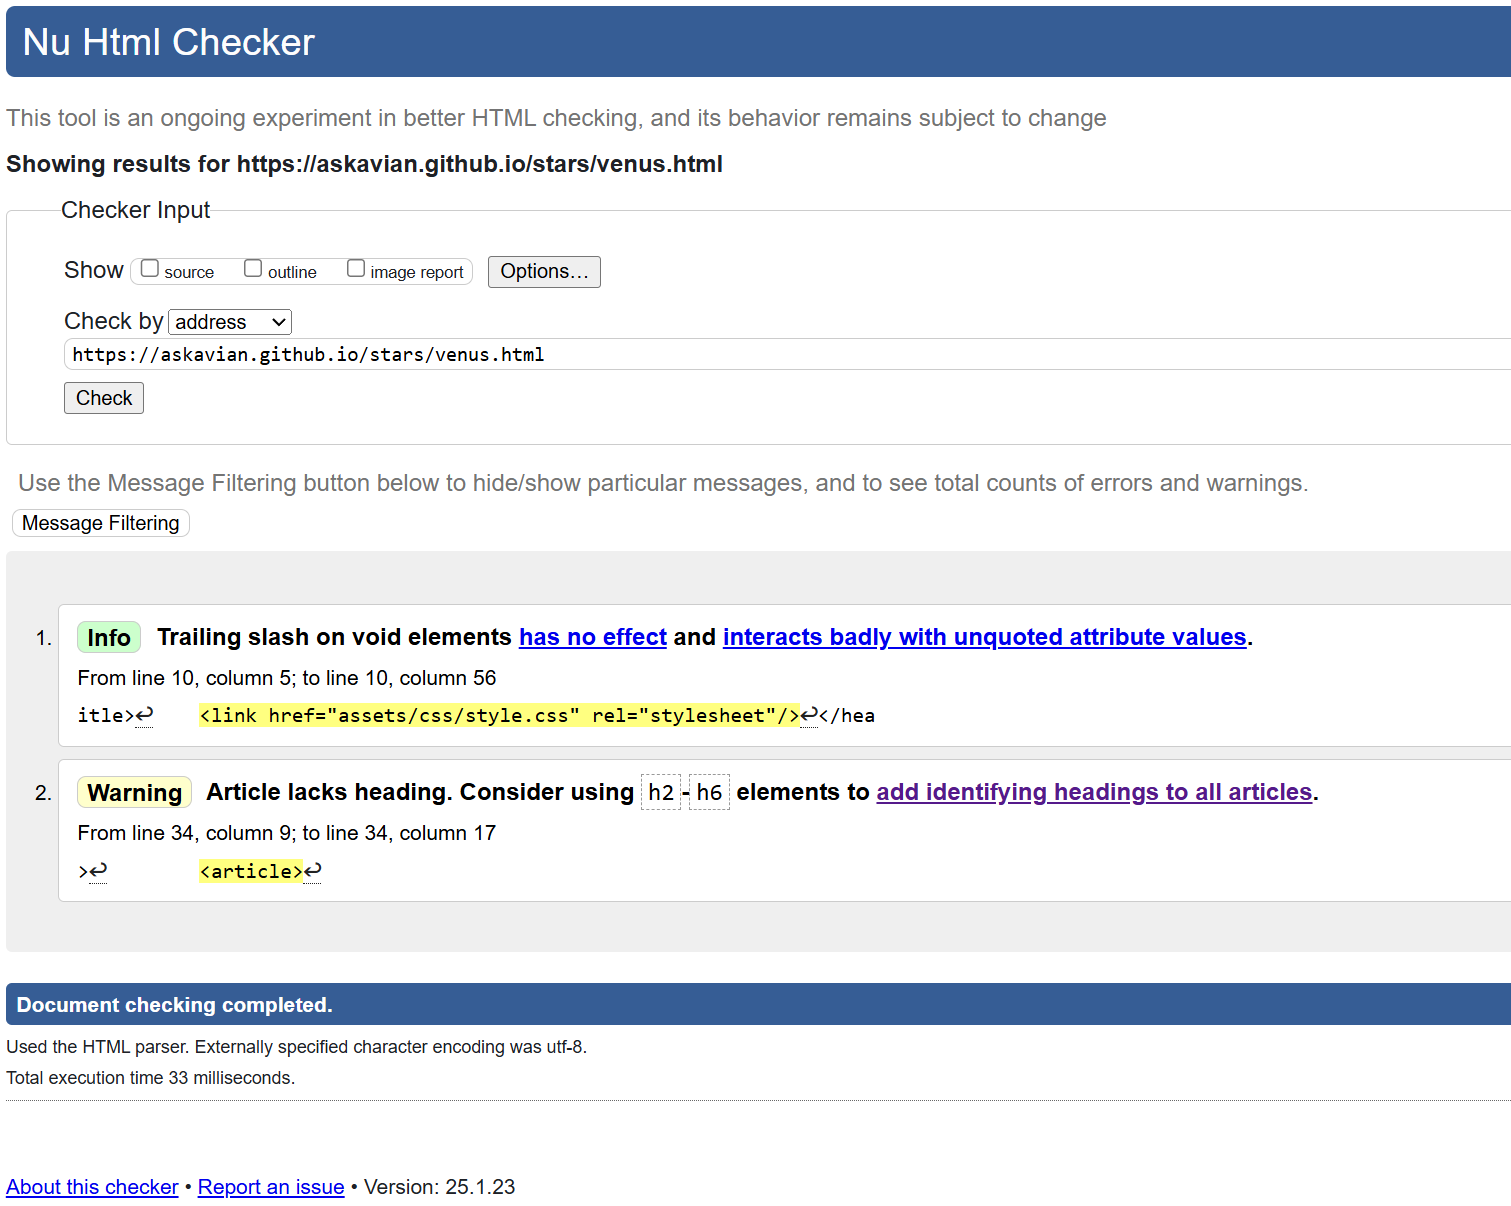 Nu Html Checker
This tool is an ongoing experiment in better HTML checking, and its behavior remains subject to change
Showing results for https://askavian.github.io/stars/venus.html
Checker Input
Show source outline image report Options...
Check by address
https://askavian.github.io/stars/venus.html
Check
Use the Message Filtering button below to hide/show particular messages, and to see total counts of errors and warnings.
Message Filtering
1. Info Trailing slash on void elements has no effect and interacts badly with unquoted attribute values.
From line 10, column 5; to line 10, column 56
itle>↩ <link href="assets/css/style.css" rel="stylesheet"/>↩</hea
2. Warning Article lacks heading. Consider using h2-h6 elements to add identifying headings to all articles.
From line 34, column 9; to line 34, column 17
>↩ <article>↩
Document checking completed.
Used the HTML parser. Externally specified character encoding was utf-8.
Total execution time 33 milliseconds.
About this checker • Report an issue • Version: 25.1.23